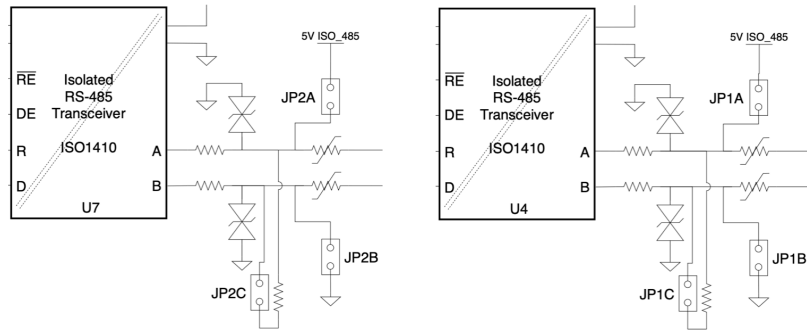 5V ISO_485
RE Isolated
RS-485
DE Transceiver
R ISO1410 A
D B
U7
JP2A
JP2B
JP2C
5V ISO_485
RE Isolated
RS-485
DE Transceiver
R ISO1410 A
D B
U4
JP1A
JP1B
JP1C